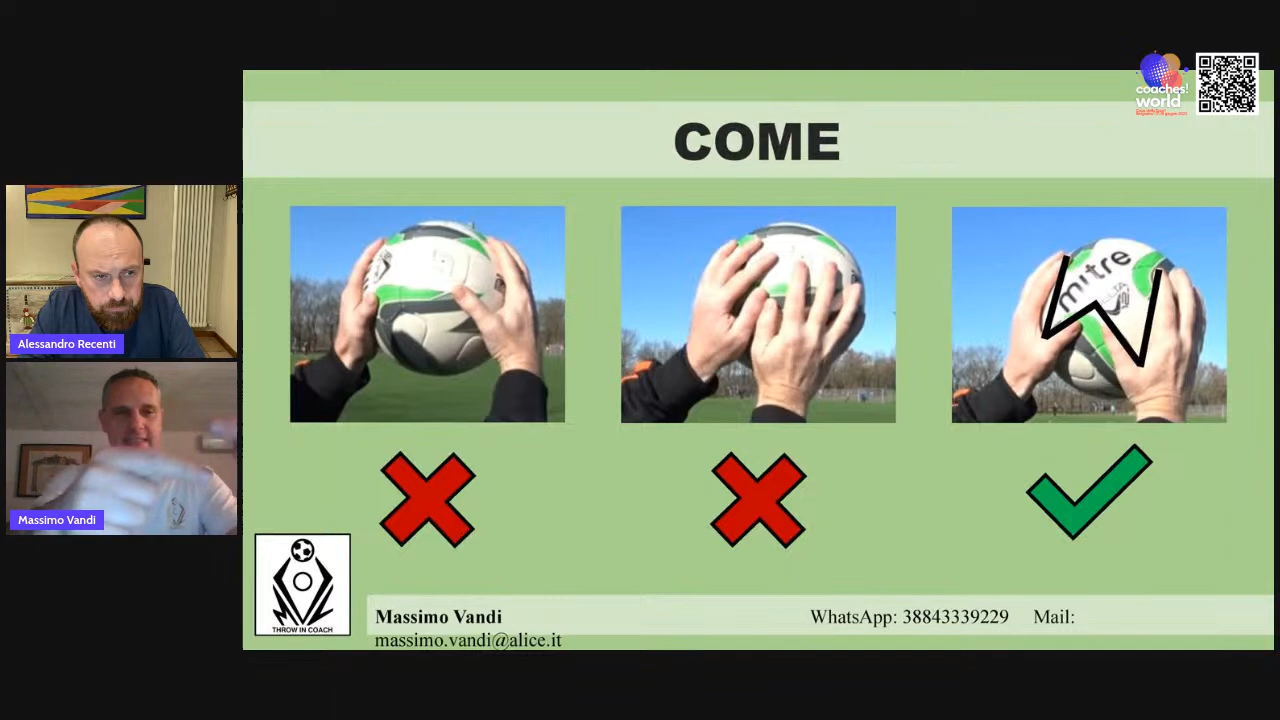 coaches!
world
COME
mitre
Alessandro Recenti
Massimo Vandi
THROW IN COACH
Massimo Vandi
WhatsApp: 38843339229 Mail:
massimo.vandi@alice.it